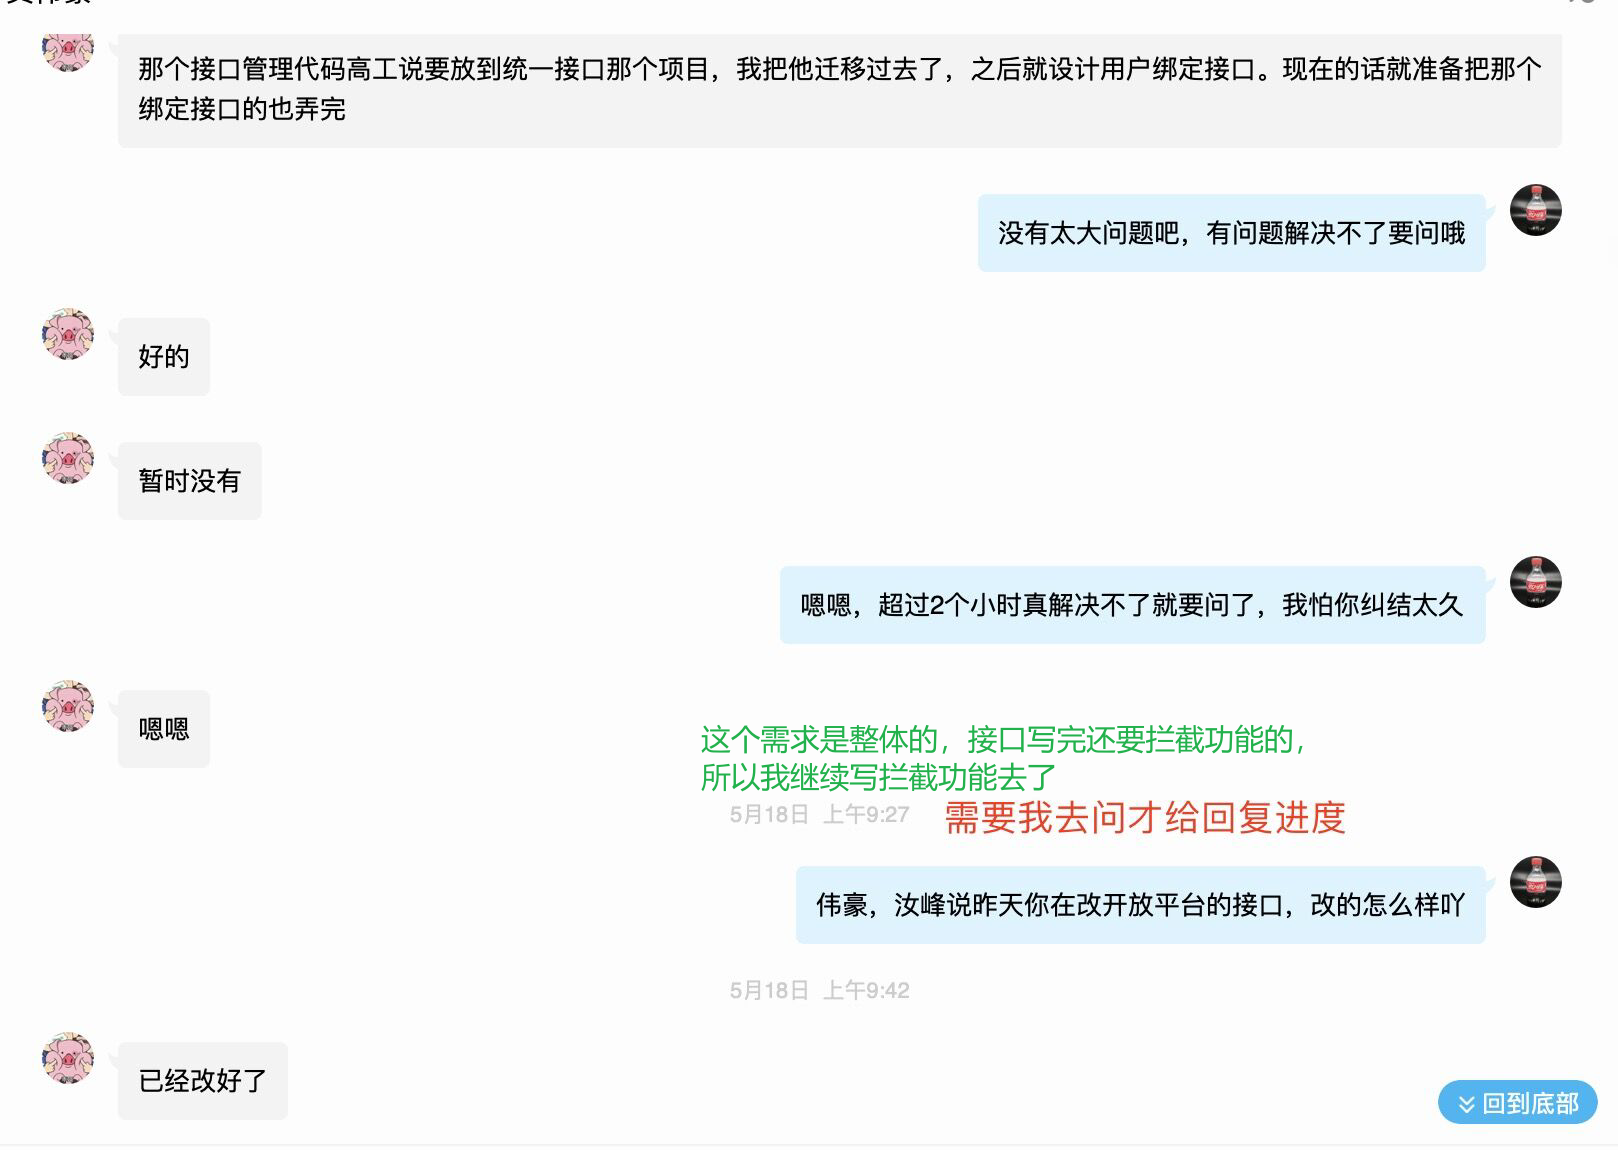 那个接口管理代码高工说要放到统一接口那个项目，我把他迁移过去了，之后就设计用户绑定接口。现在的话就准备把那个
绑定接口的也弄完
没有太大问题吧，有问题解决不了要问哦
好的
暂时没有
嗯嗯，超过2个小时真解决不了就要问了，我怕你纠结太久
嗯嗯
这个需求是整体的，接口写完还要拦截功能的，
所以我继续写拦截功能去了
5月18日 上午9:27
需要我去问才给回复进度
伟豪，汝峰说昨天你在改开放平台的接口，改的怎么样吖
5月18日 上午9:42
已经改好了
回到底部